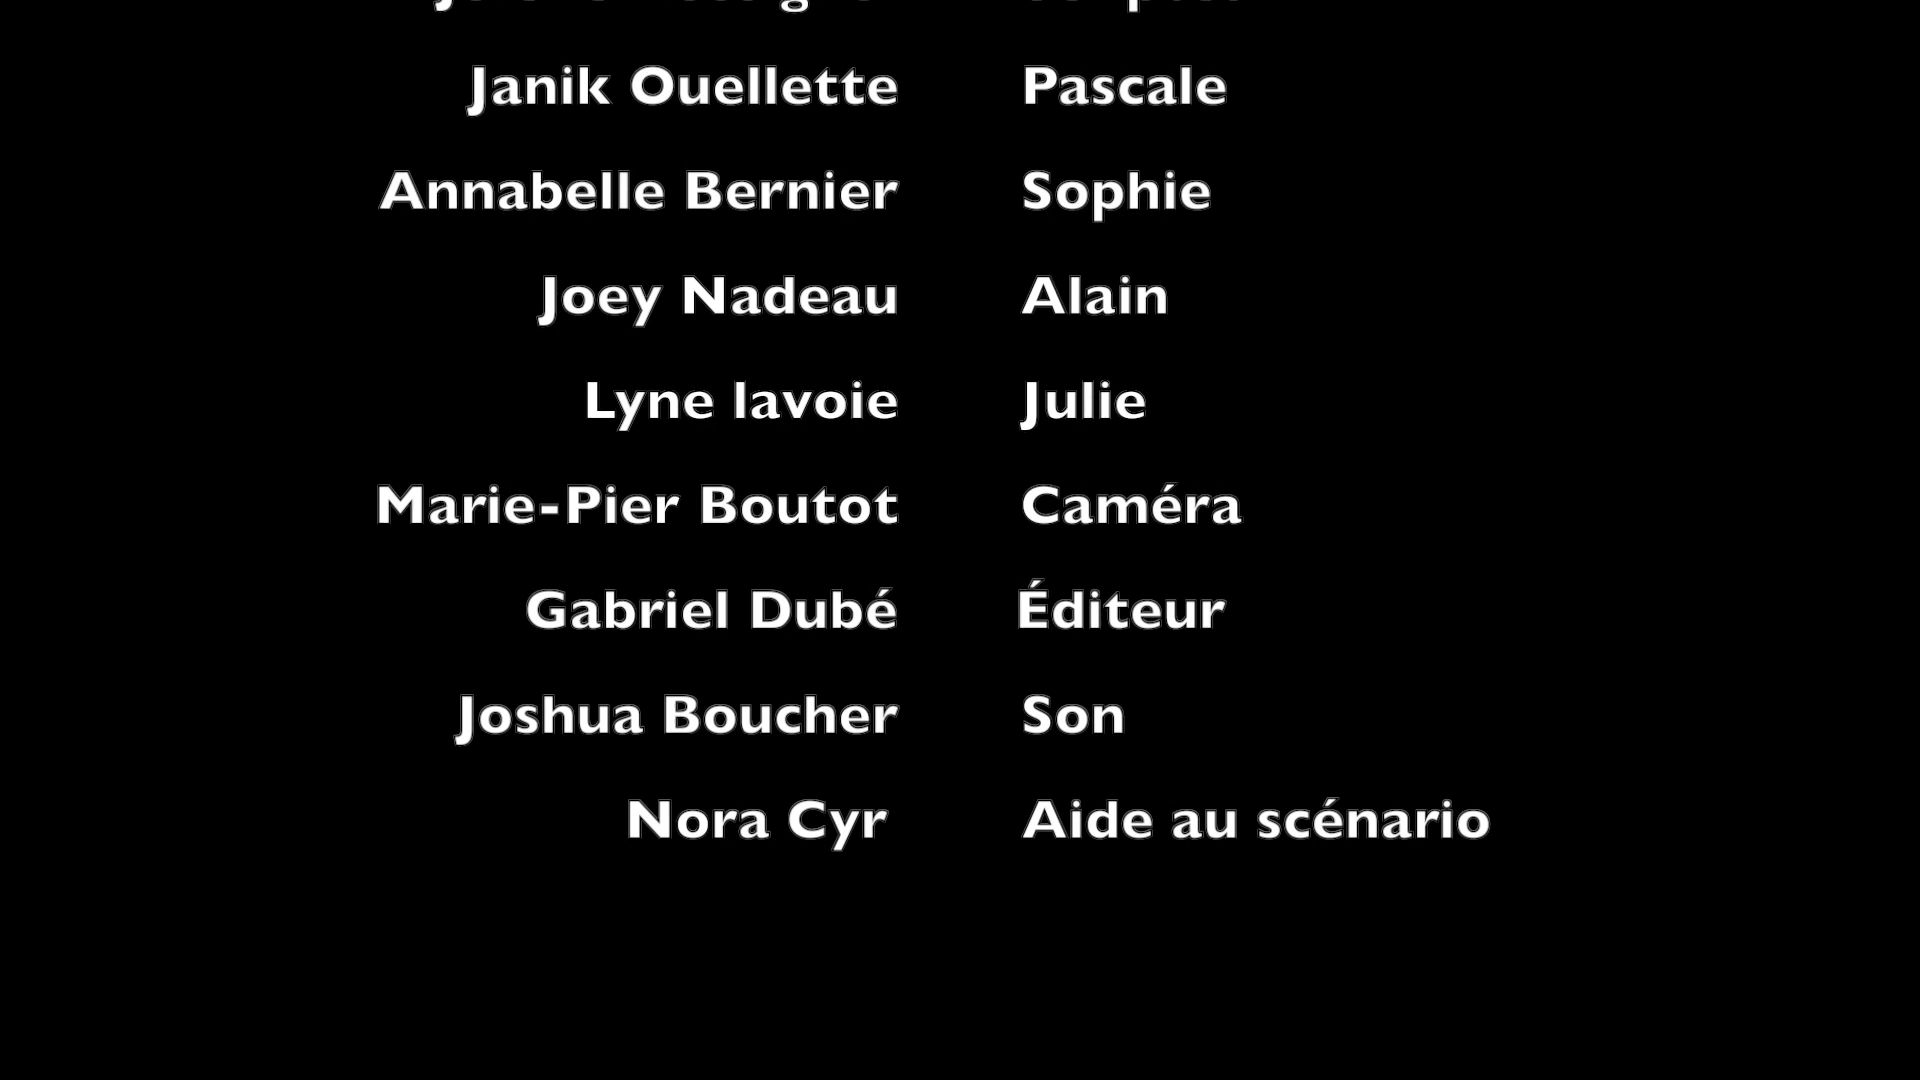 Janik Ouellette Pascale
Annabelle Bernier Sophie
Joey Nadeau Alain
Lyne lavoie Julie
Marie-Pier Boutot Caméra
Gabriel Dubé Éditeur
Joshua Boucher Son
Nora Cyr Aide au scénario